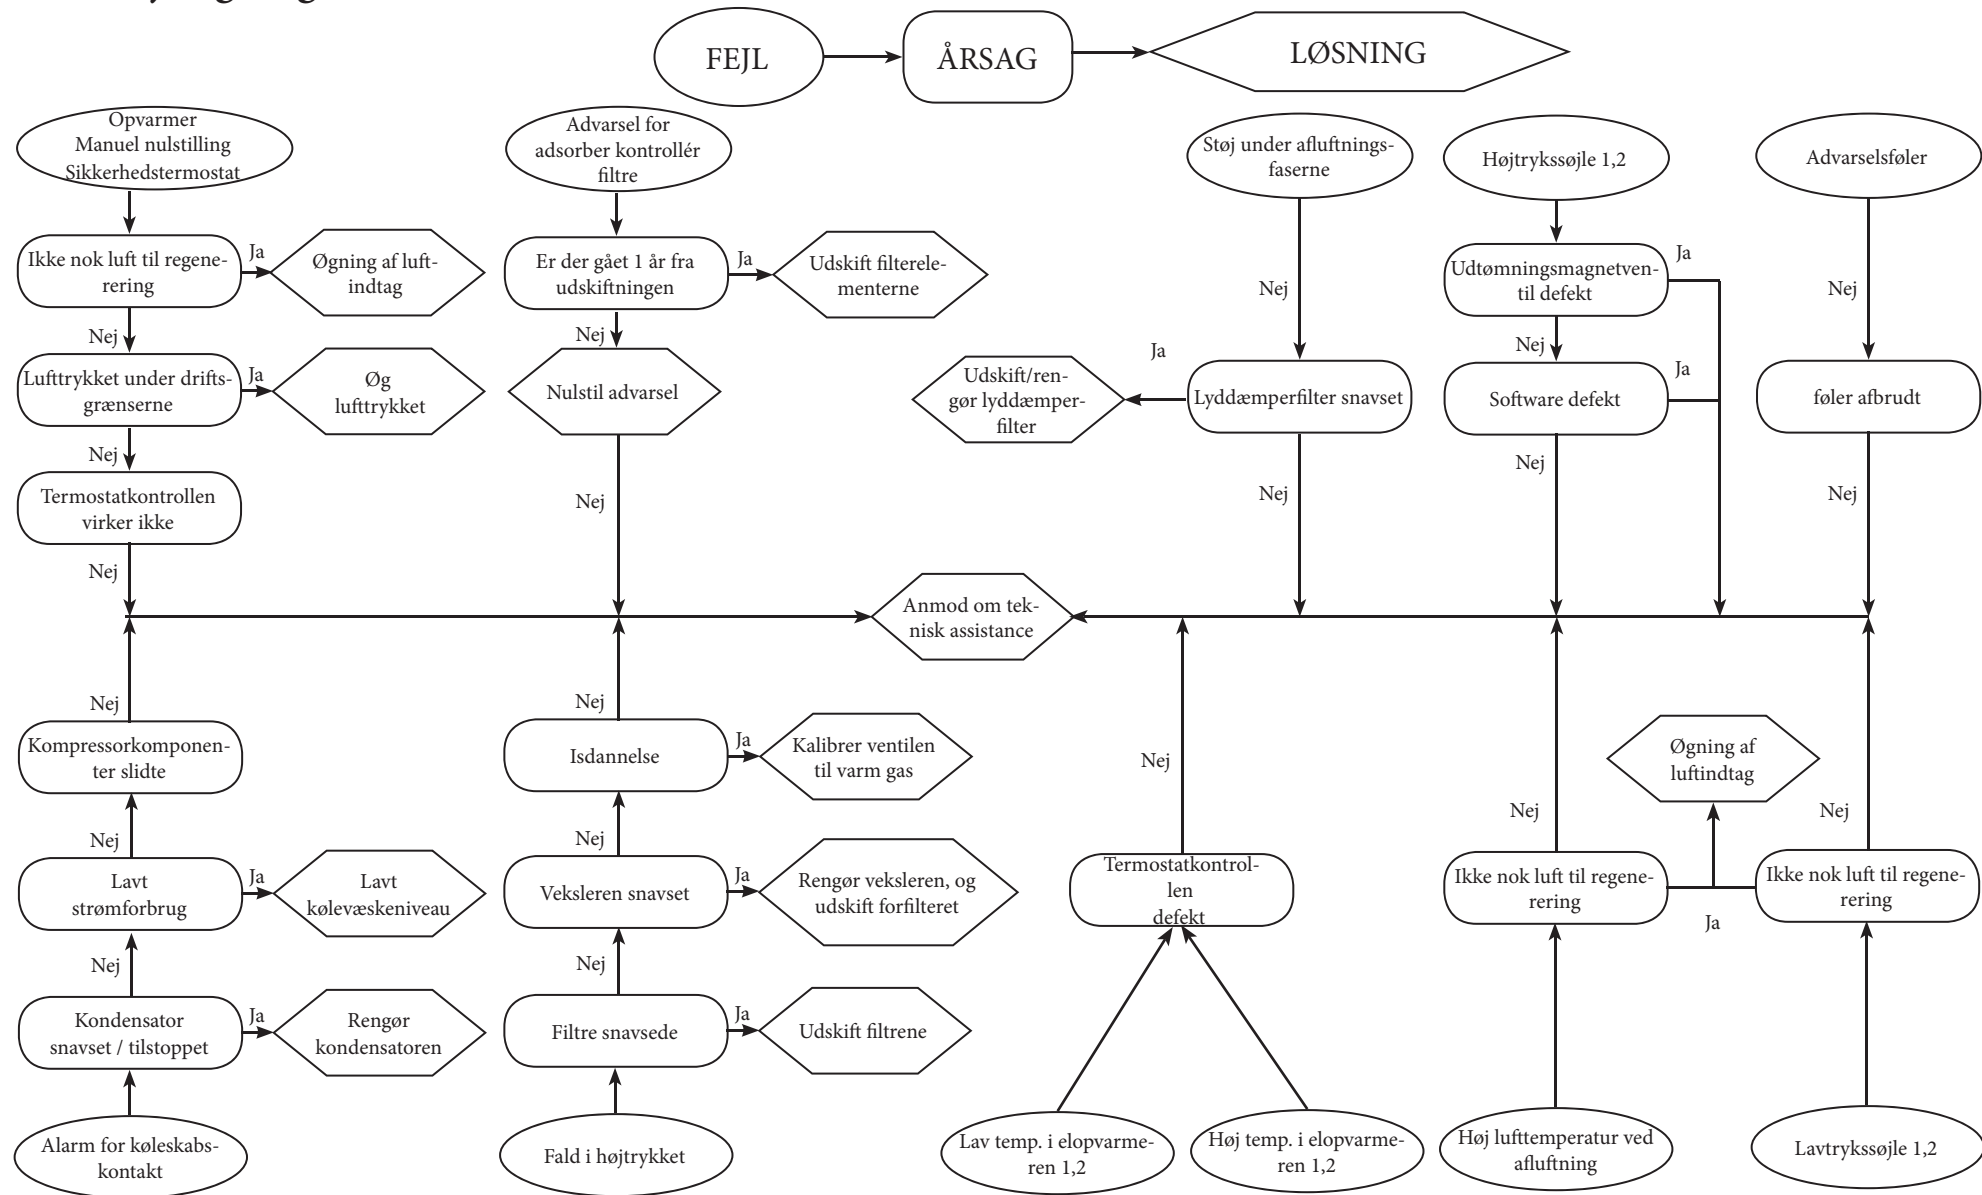 FEJL
ÅRSAG
LØSNING
Opvarmer
Manuel nulstilling
Sikkerhedstermostat
Advarsel for
adsorber kontrollér
filtre
Støj under afluftnings-
faserne
Højtrykssøjle 1,2
Advarselsføler
Ikke nok luft til regene-
rering
Ja
Øgning af luft-
indtag
Er der gået 1 år fra
udskiftningen
Ja
Udskift filterele-
menterne
Nej
Udtømningsmagnetven-
til defekt
Ja
Nej
Nej
Nej
Nej
Lufttrykket under drifts-
grænserne
Ja
Øg
lufttrykket
Nulstil advarsel
Udskift/ren-
gør lyddæmper-
filter
Ja
Lyddæmperfilter snavset
Software defekt
Ja
føler afbrudt
Nej
Nej
Nej
Nej
Nej
Termostatkontrollen
virker ikke
Nej
Anmod om tek-
nisk assistance
Nej
Nej
Kompressorkomponen-
ter slidte
Isdannelse
Ja
Kalibrer ventilen
til varm gas
Nej
Øgning af
luftindtag
Nej
Nej
Nej
Nej
Lavt
strømforbrug
Ja
Lavt
kølevæskeniveau
Veksleren snavset
Ja
Rengør veksleren, og
udskift forfilteret
Termostatkontrol-
len
defekt
Ikke nok luft til regene-
rering
Ja
Ikke nok luft til regene-
rering
Nej
Nej
Kondensator
snavset / tilstoppet
Ja
Rengør
kondensatoren
Filtre snavsede
Ja
Udskift filtrene
Alarm for køleskabs-
kontakt
Fald i højtrykket
Lav temp. i elopvarme-
ren 1,2
Høj temp. i elopvarme-
ren 1,2
Høj lufttemperatur ved
afluftning
Lavtrykssøjle 1,2